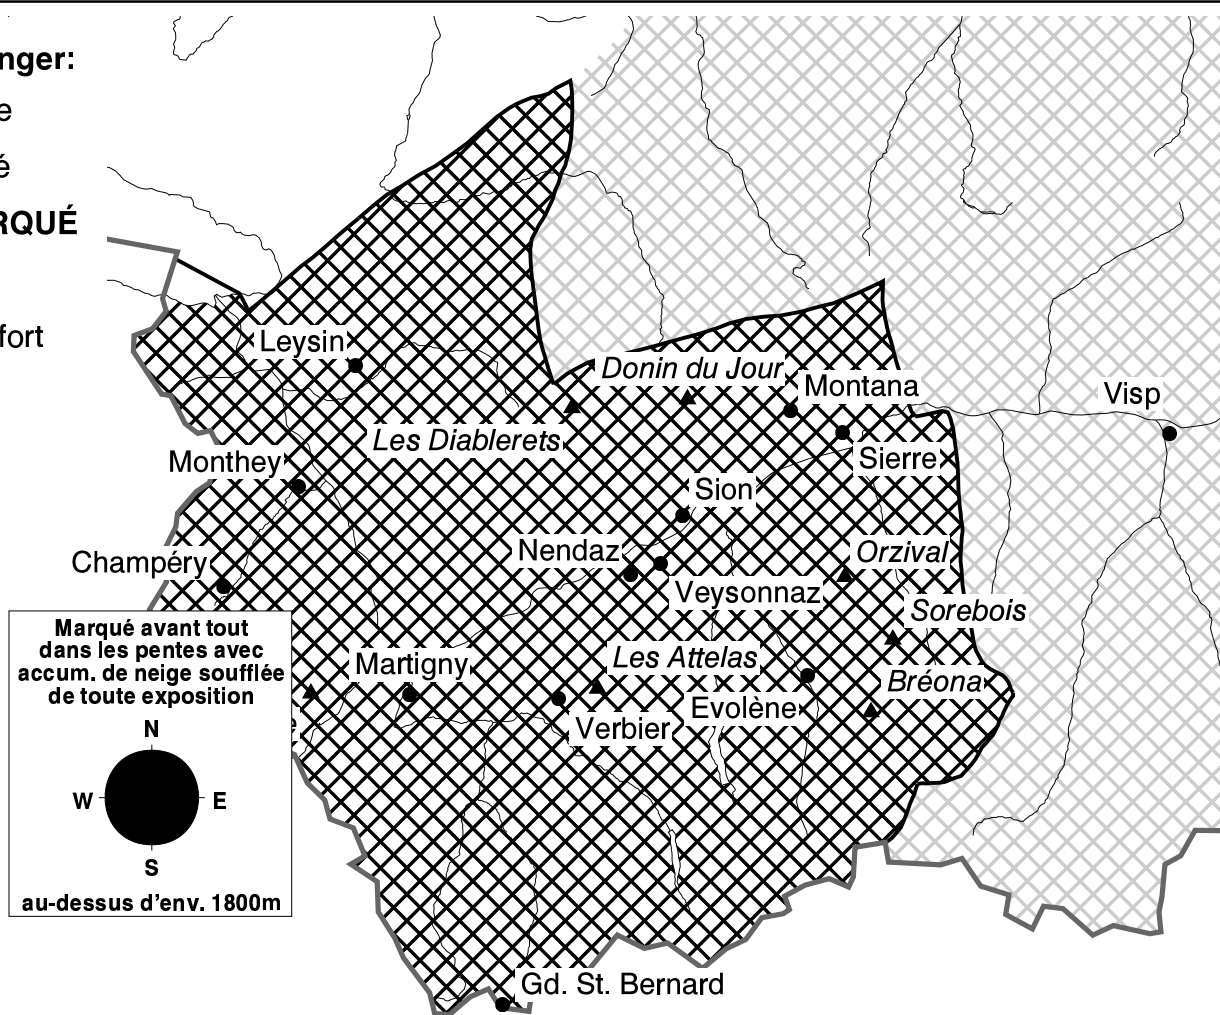 nger:
e
é
RQUÉ
fort
Leysin
Donin du Jour
Montana
Visp
Les Diablerets
Monthey
Sierre
Sion
Champéry
Nendaz
Orzival
Veysonnaz
Sorebois
Marqué avant tout
dans les pentes avec
accum. de neige soufflée
de toute exposition
N
W
E
S
au-dessus d'env. 1800m
Martigny
Les Attelas
Bréona
Evolène
Verbier
Gd. St. Bernard